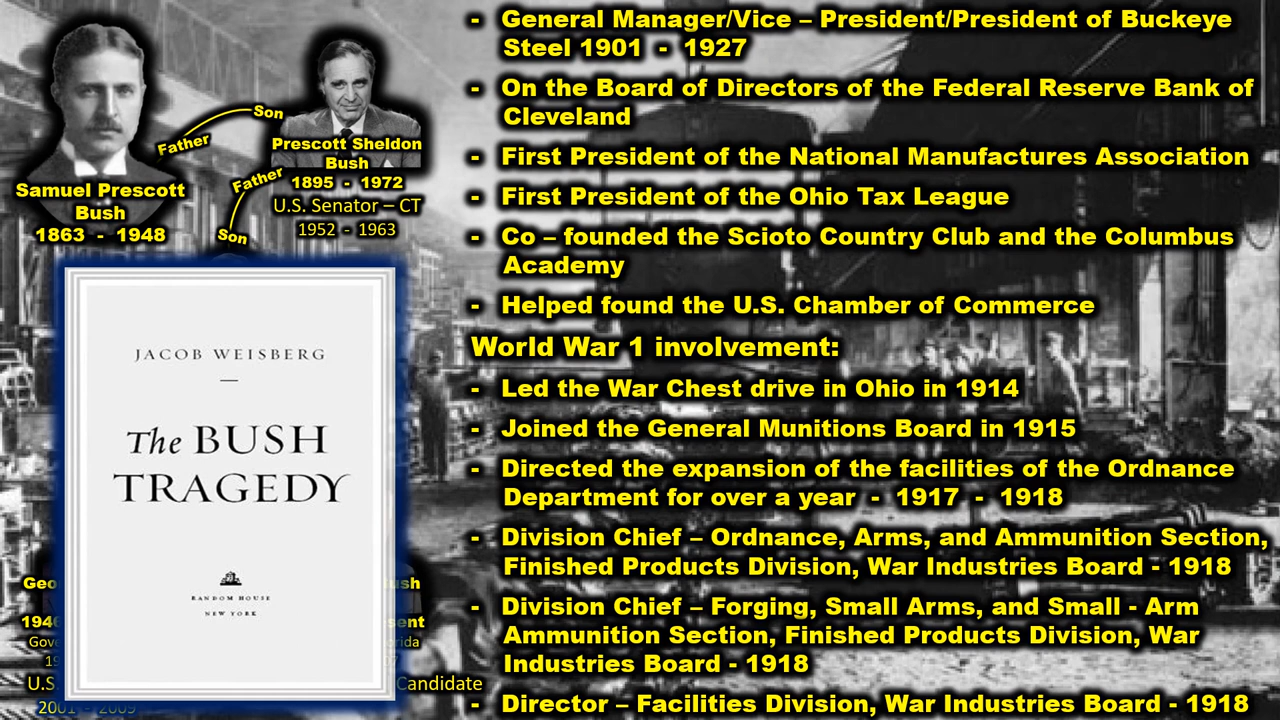 - General Manager/Vice – President/President of Buckeye
Steel 1901 - 1927
- On the Board of Directors of the Federal Reserve Bank of
Cleveland
- First President of the National Manufactures Association
- First President of the Ohio Tax League
- Co – founded the Scioto Country Club and the Columbus
Academy
- Helped found the U.S. Chamber of Commerce
World War 1 involvement:
- Led the War Chest drive in Ohio in 1914
- Joined the General Munitions Board in 1915
- Directed the expansion of the facilities of the Ordnance
Department for over a year - 1917 - 1918
- Division Chief – Ordnance, Arms, and Ammunition Section,
Finished Products Division, War Industries Board - 1918
- Division Chief – Forging, Small Arms, and Small - Arm
Ammunition Section, Finished Products Division, War
Industries Board - 1918
- Director – Facilities Division, War Industries Board - 1918
Samuel Prescott
Bush
1863 - 1948
Father
Son
Prescott Sheldon
Bush
1895 - 1972
U.S. Senator – CT
1952 - 1963
Father
Son
JACOB WEISBERG
The BUSH
TRAGEDY
RANDOM HOUSE
NEW YORK
U.S.
Candidate
2001 - 2009